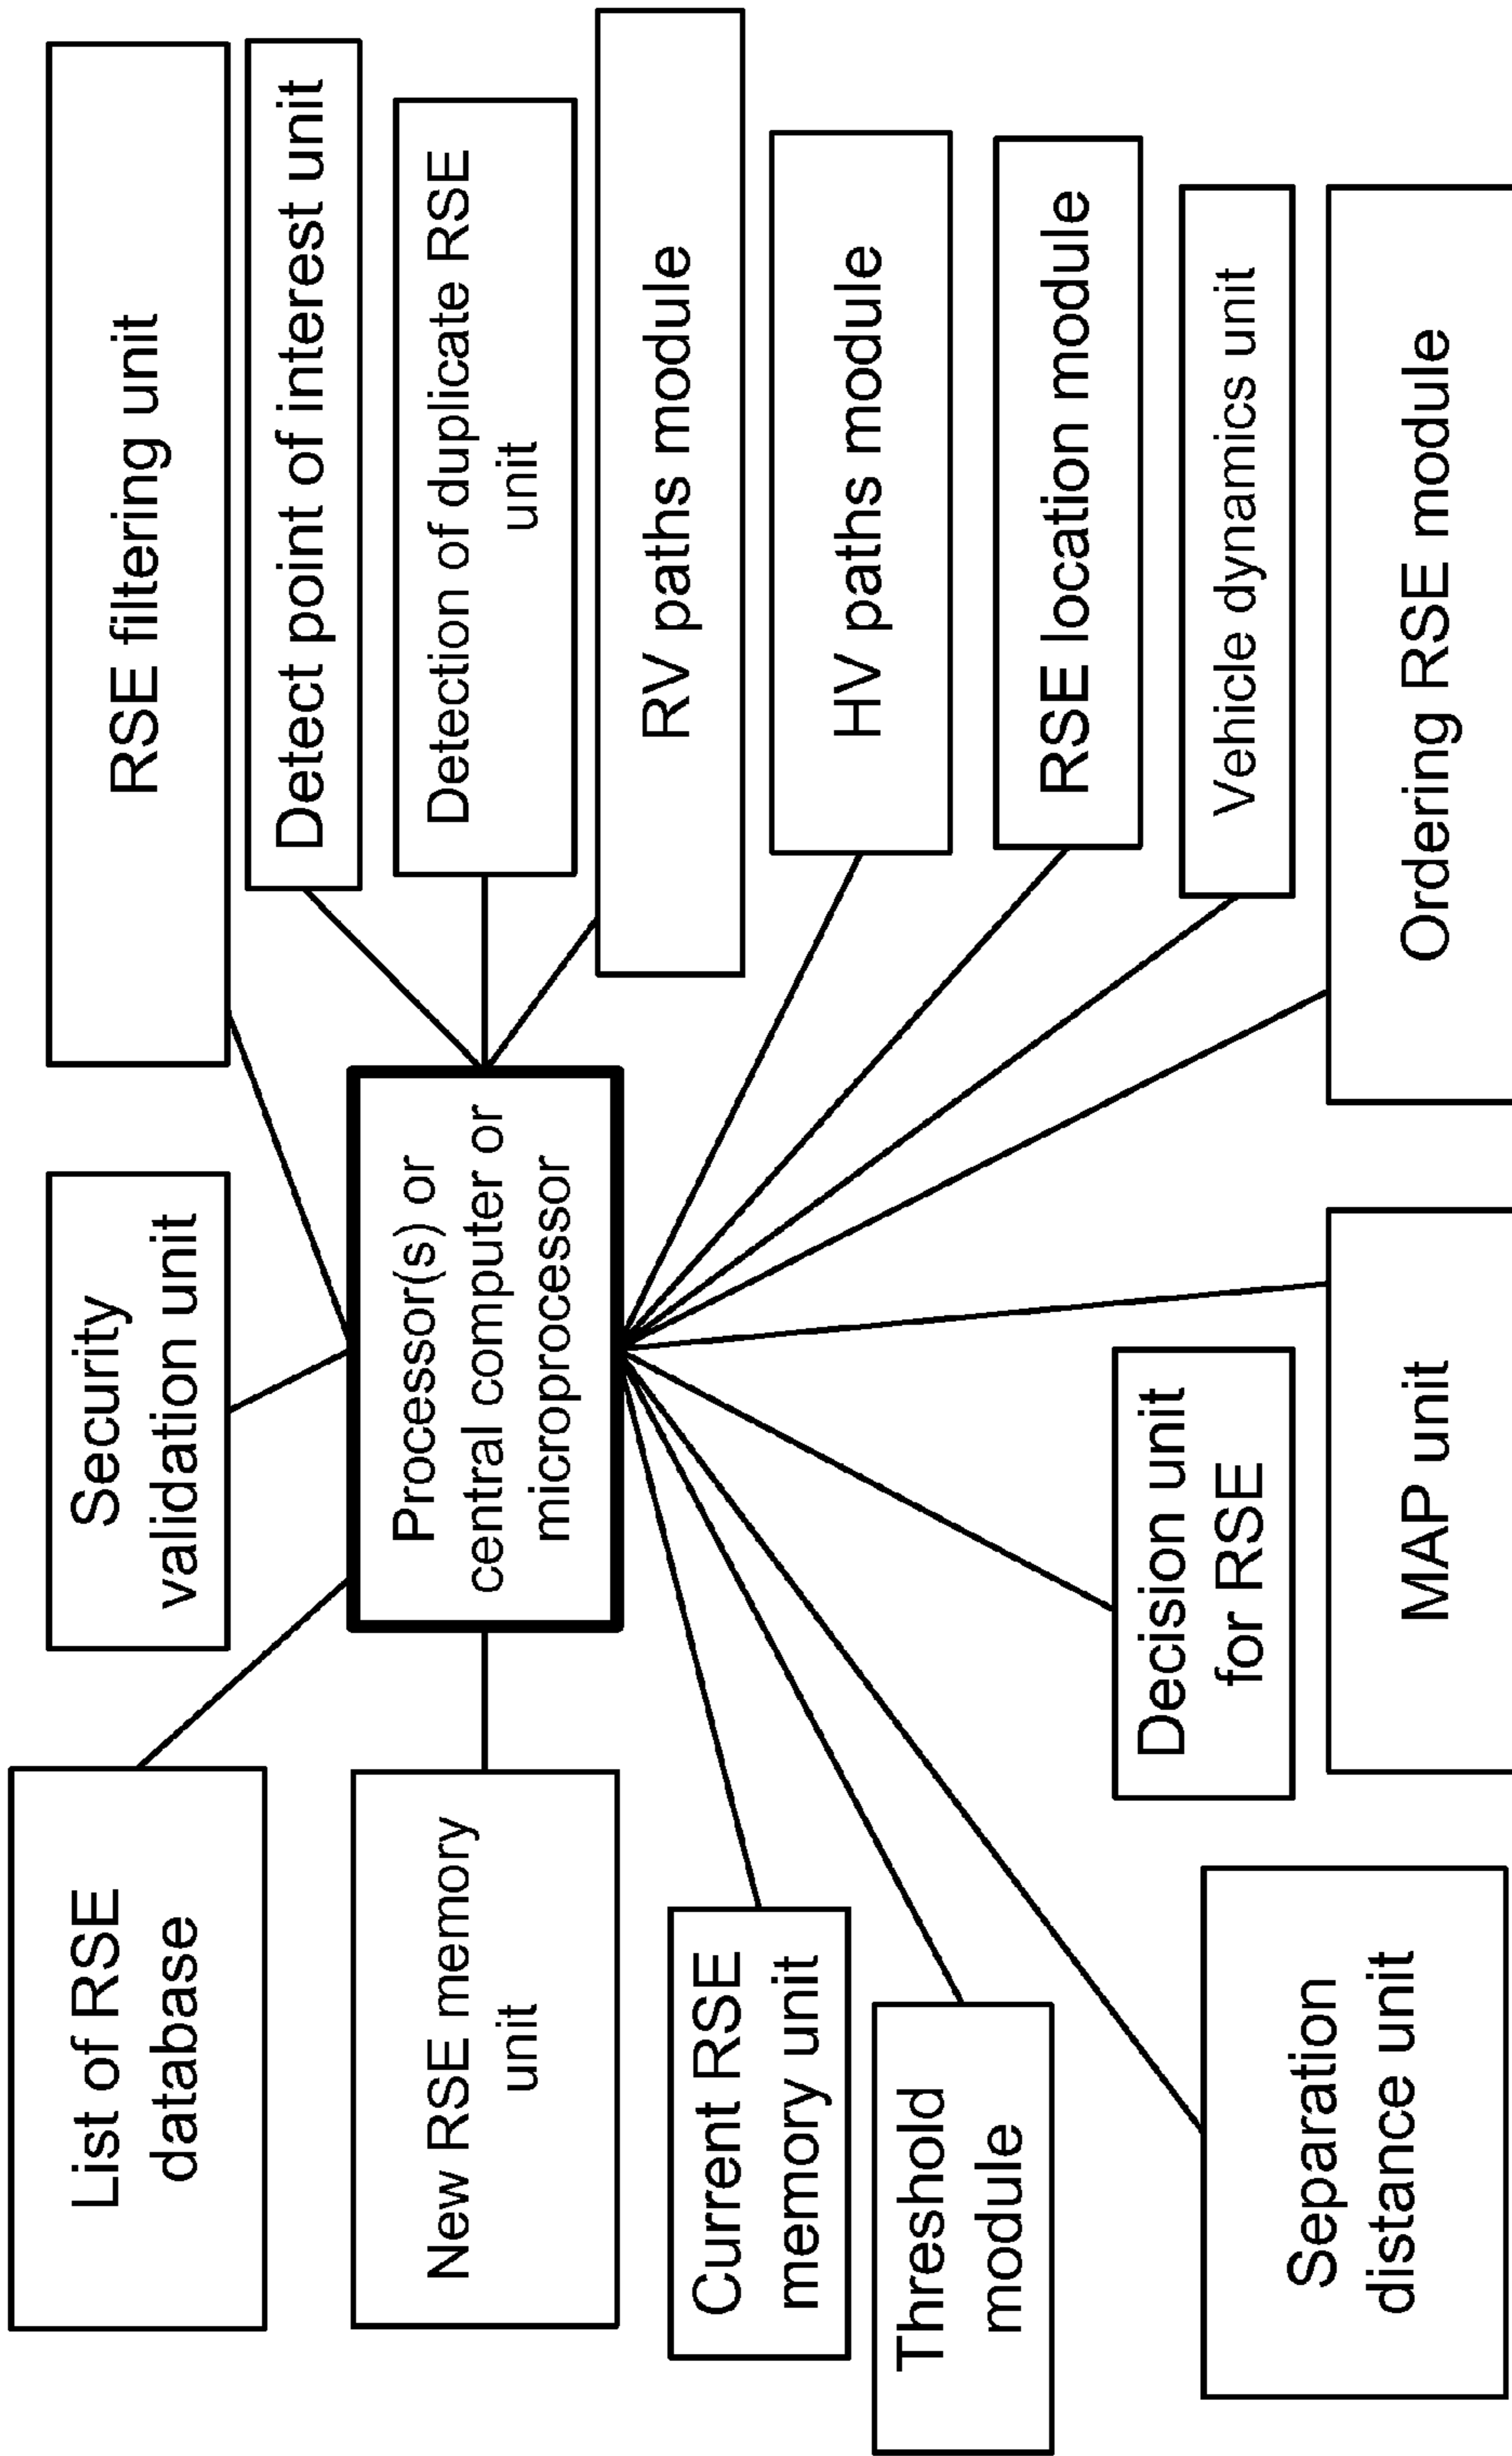 List of RSE
database
Security
validation unit
RSE filtering unit
Detect point of interest unit
New RSE memory
unit
Processor(s) or
central computer or
microprocessor
Detection of duplicate RSE
unit
RV paths module
Current RSE
memory unit
HV paths module
Threshold
module
RSE location module
Decision unit
for RSE
Vehicle dynamics unit
Separation
distance unit
MAP unit
Ordering RSE module